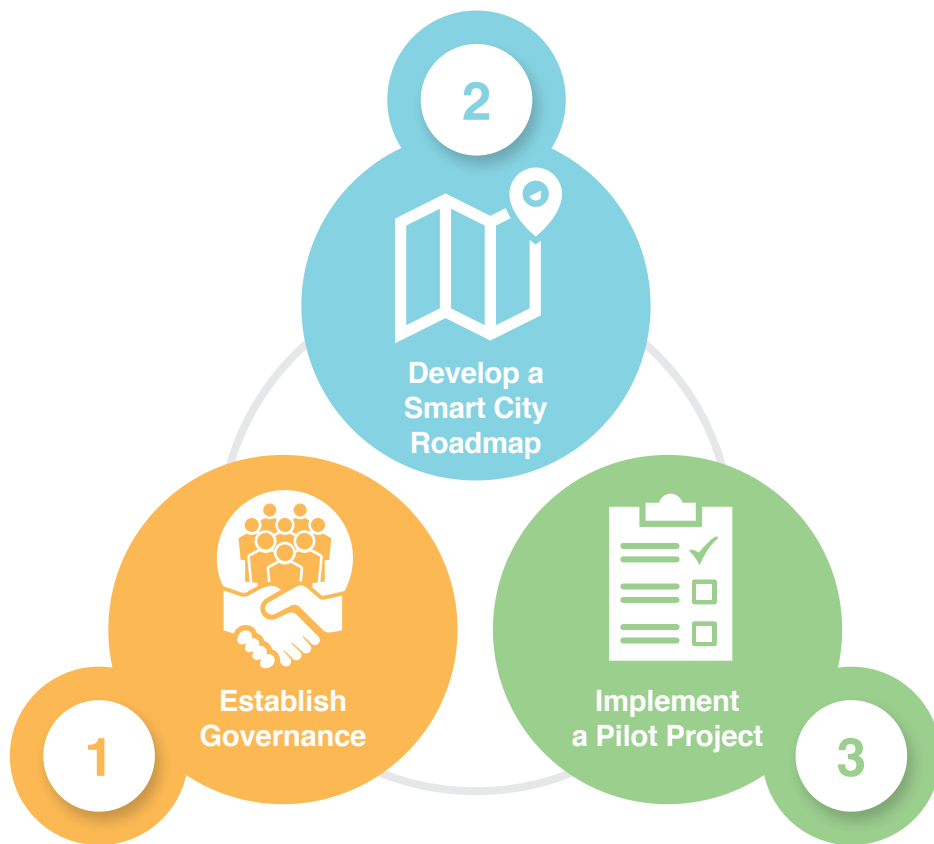 2
Develop a
Smart City
Roadmap
Establish
Governance
1
Implement
a Pilot Project
3